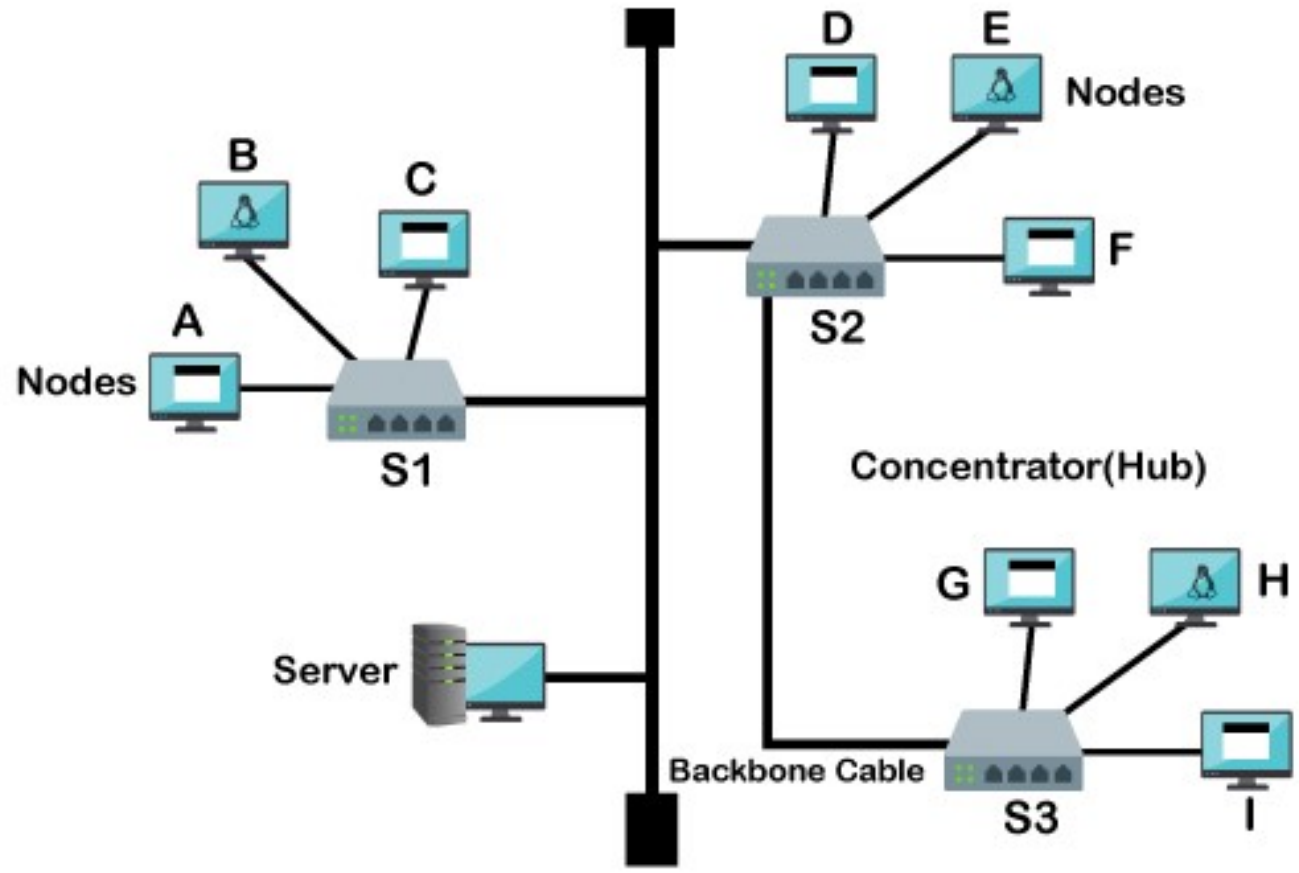 D
E
Nodes
B
C
F
A
S2
Nodes
S1
Concentrator(Hub)
G
H
Server
Backbone Cable
S3
I